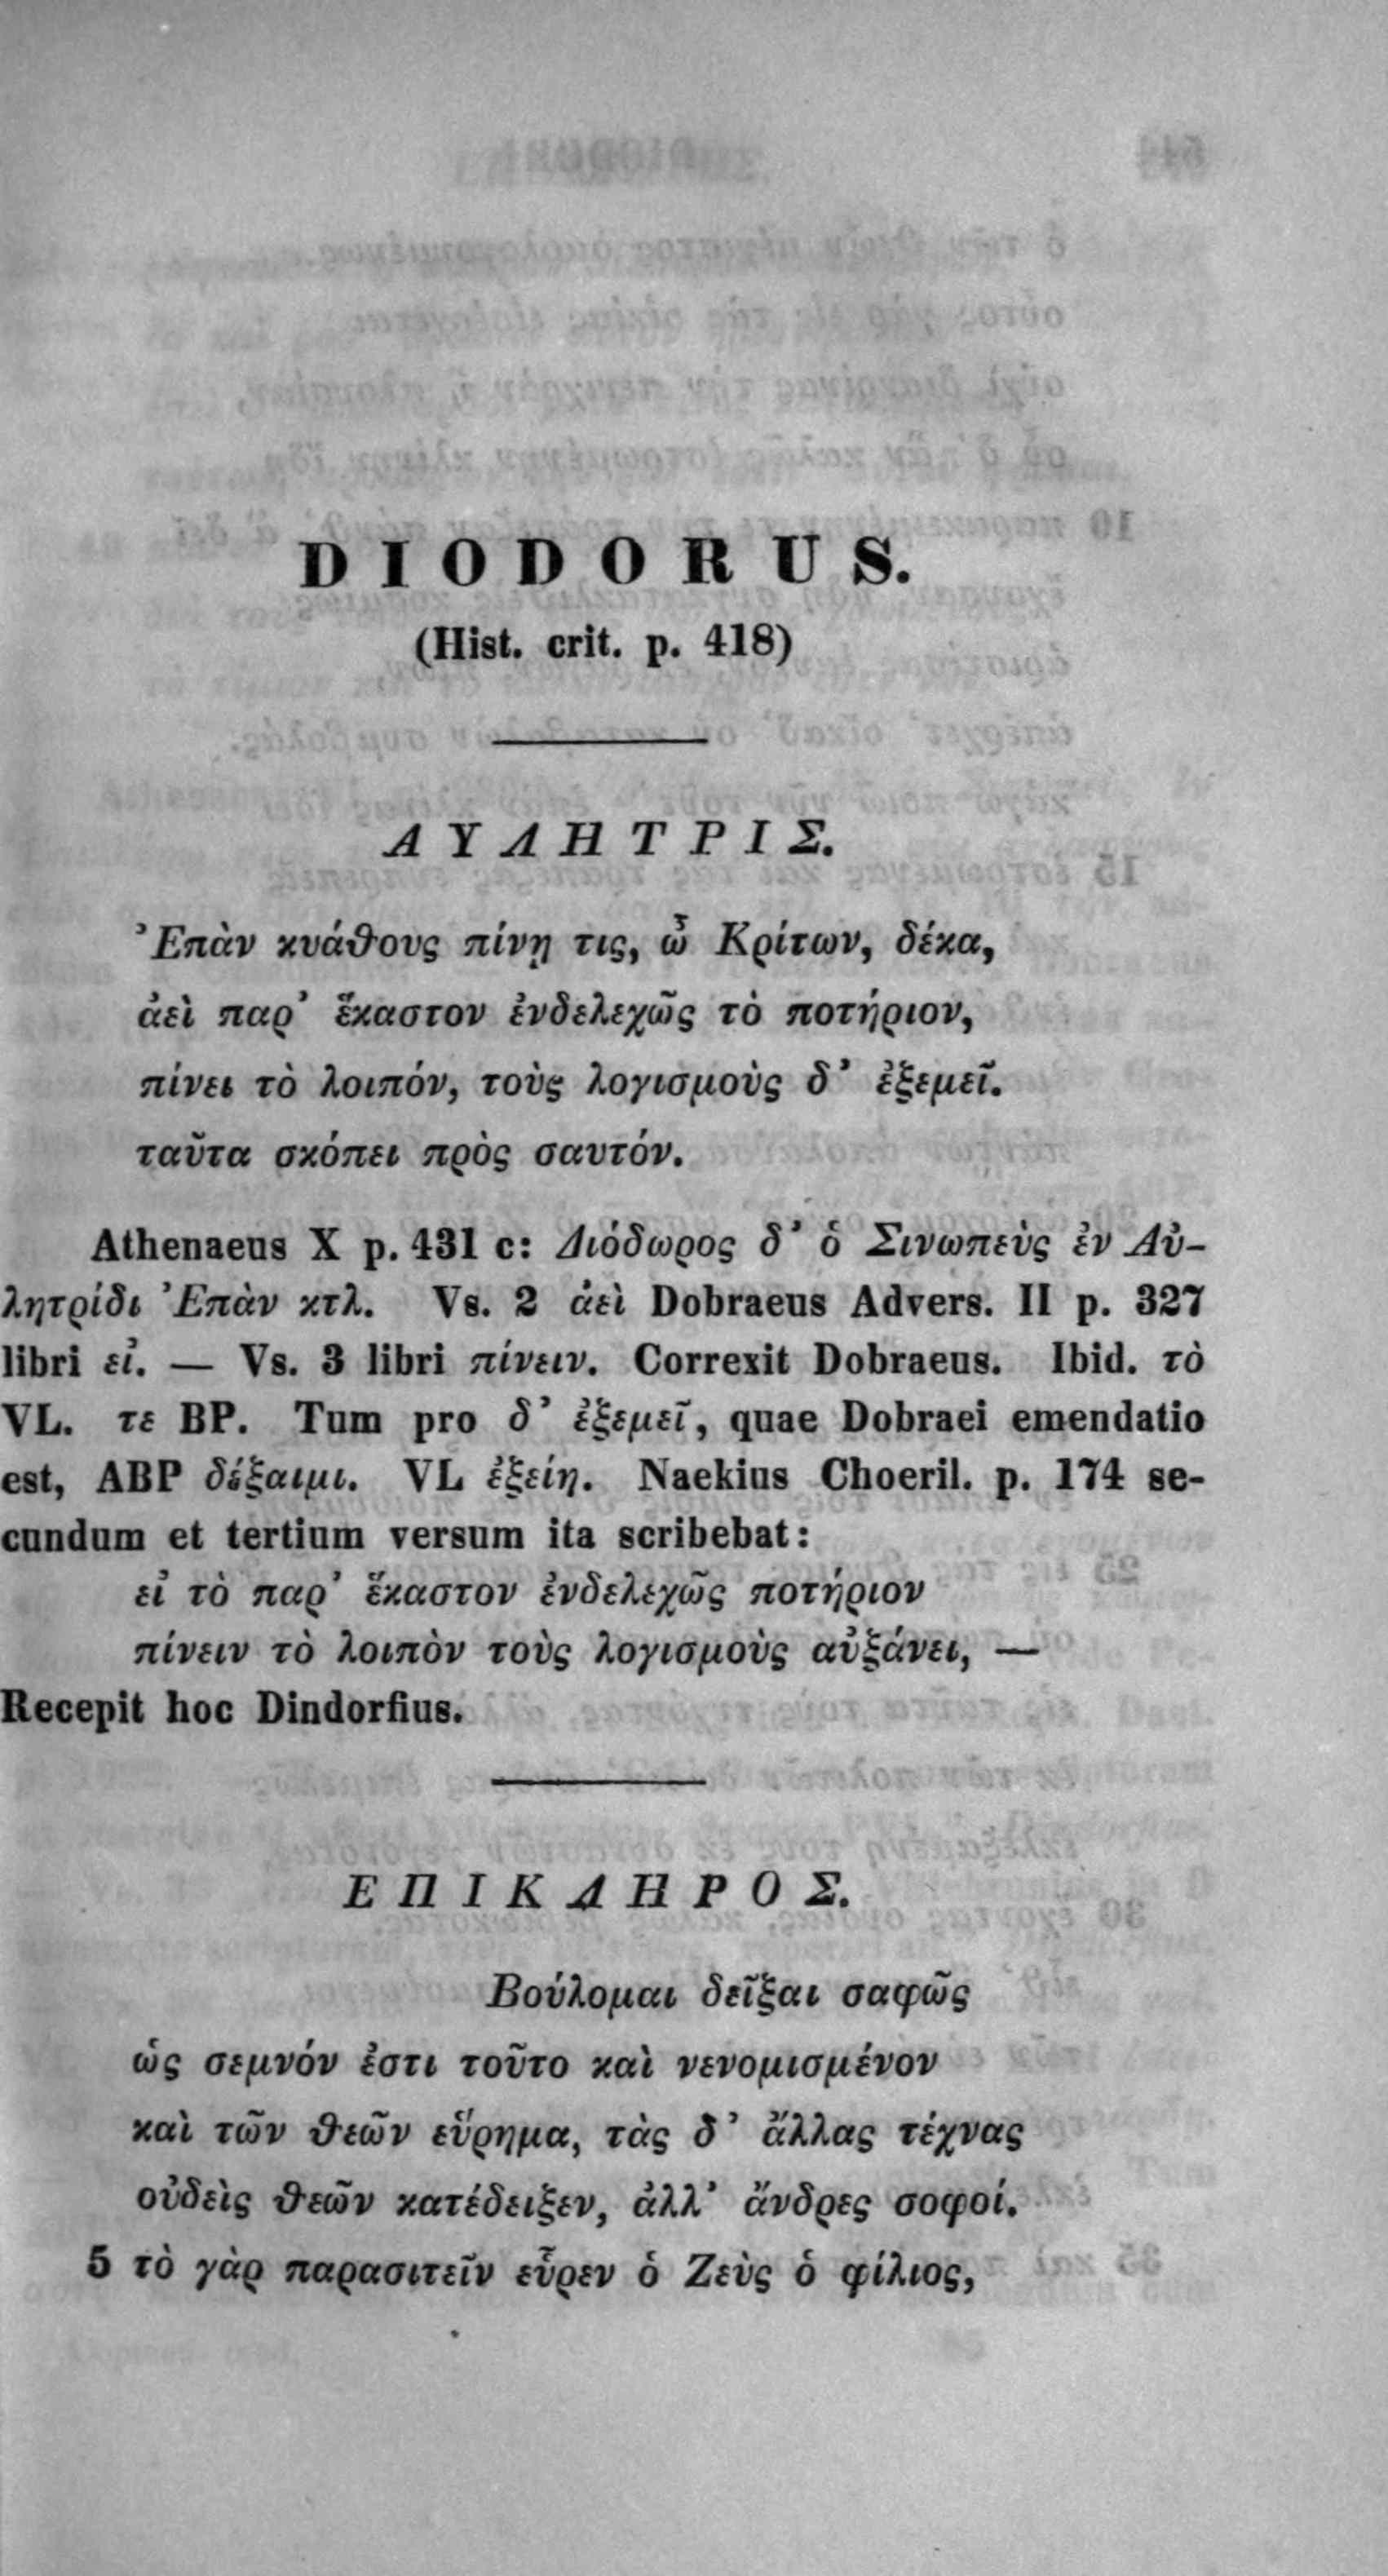 DIODORUS.
(Hist. crit. p. 418)
ΑΥΛΗΤΡΙΣ.
Ἐπὰν κυάθους πίνῃ τις, ὦ Κρίτων, δέκα,
ἀεὶ παρ’ ἕκαστον ἐνδελεχῶς τὸ ποτήριον,
πίνει τὸ λοιπόν, τοὺς λογισμοὺς δ’ ἐξεμεῖ.
ταῦτα σκόπει πρὸς σαυτόν.
Athenaeus X p. 431 c: Διόδωρος δ’ ὁ Σινωπεὺς ἐν Αὐ-
λητρίδι Ἐπὰν κτλ. Vs. 2 ἀεὶ Dobraeus Advers. II p. 327
libri εἰ. — Vs. 3 libri πίνειν. Correxit Dobraeus. Ibid. τὸ
VL. τε BP. Tum pro δ’ ἐξεμεῖ, quae Dobraei emendatio
est, ABP δέξαιμι. VL ἐξείη. Naekius Choeril. p. 174 se-
cundum et tertium versum ita scribebat:
εἰ τὸ παρ’ ἕκαστον ἐνδελεχῶς ποτήριον
πίνειν τὸ λοιπὸν τοὺς λογισμοὺς αὐξάνει, —
Recepit hoc Dindorfius.
ΕΠΙΚΛΗΡΟΣ.
Βούλομαι δεῖξαι σαφῶς
ὡς σεμνόν ἐστι τοῦτο καὶ νενομισμένον
καὶ τῶν θεῶν εὕρημα, τὰς δ’ ἄλλας τέχνας
οὐδεὶς θεῶν κατέδειξεν, ἀλλ’ ἄνδρες σοφοί.
5 τὸ γὰρ παρασιτεῖν εὗρεν ὁ Ζεὺς ὁ φίλιος,